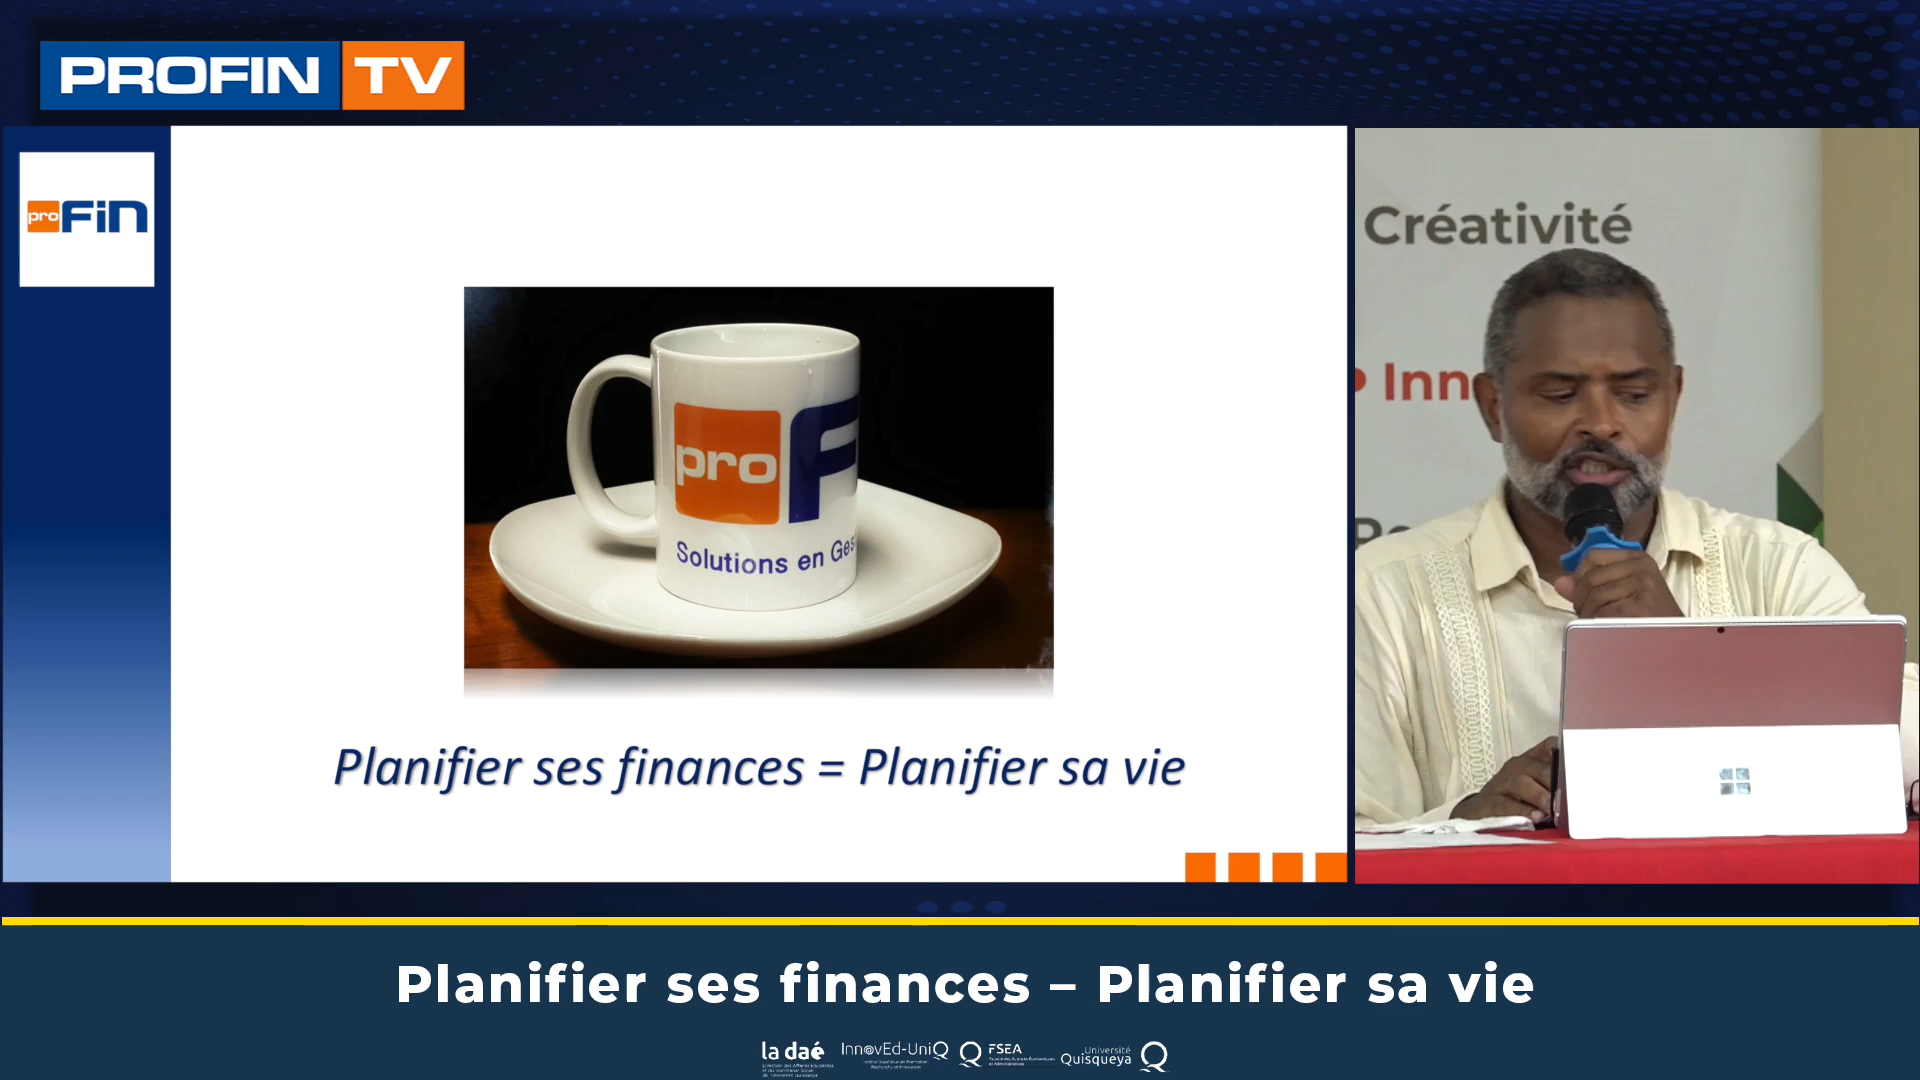 PROFIN TV
pro FiN
Créativité
Inn
pro F
Solutions en Ges
Planifier ses finances = Planifier sa vie
Planifier ses finances – Planifier sa vie
la daé
InnovEd-UniQ
FSEA
Université
Quisqueya